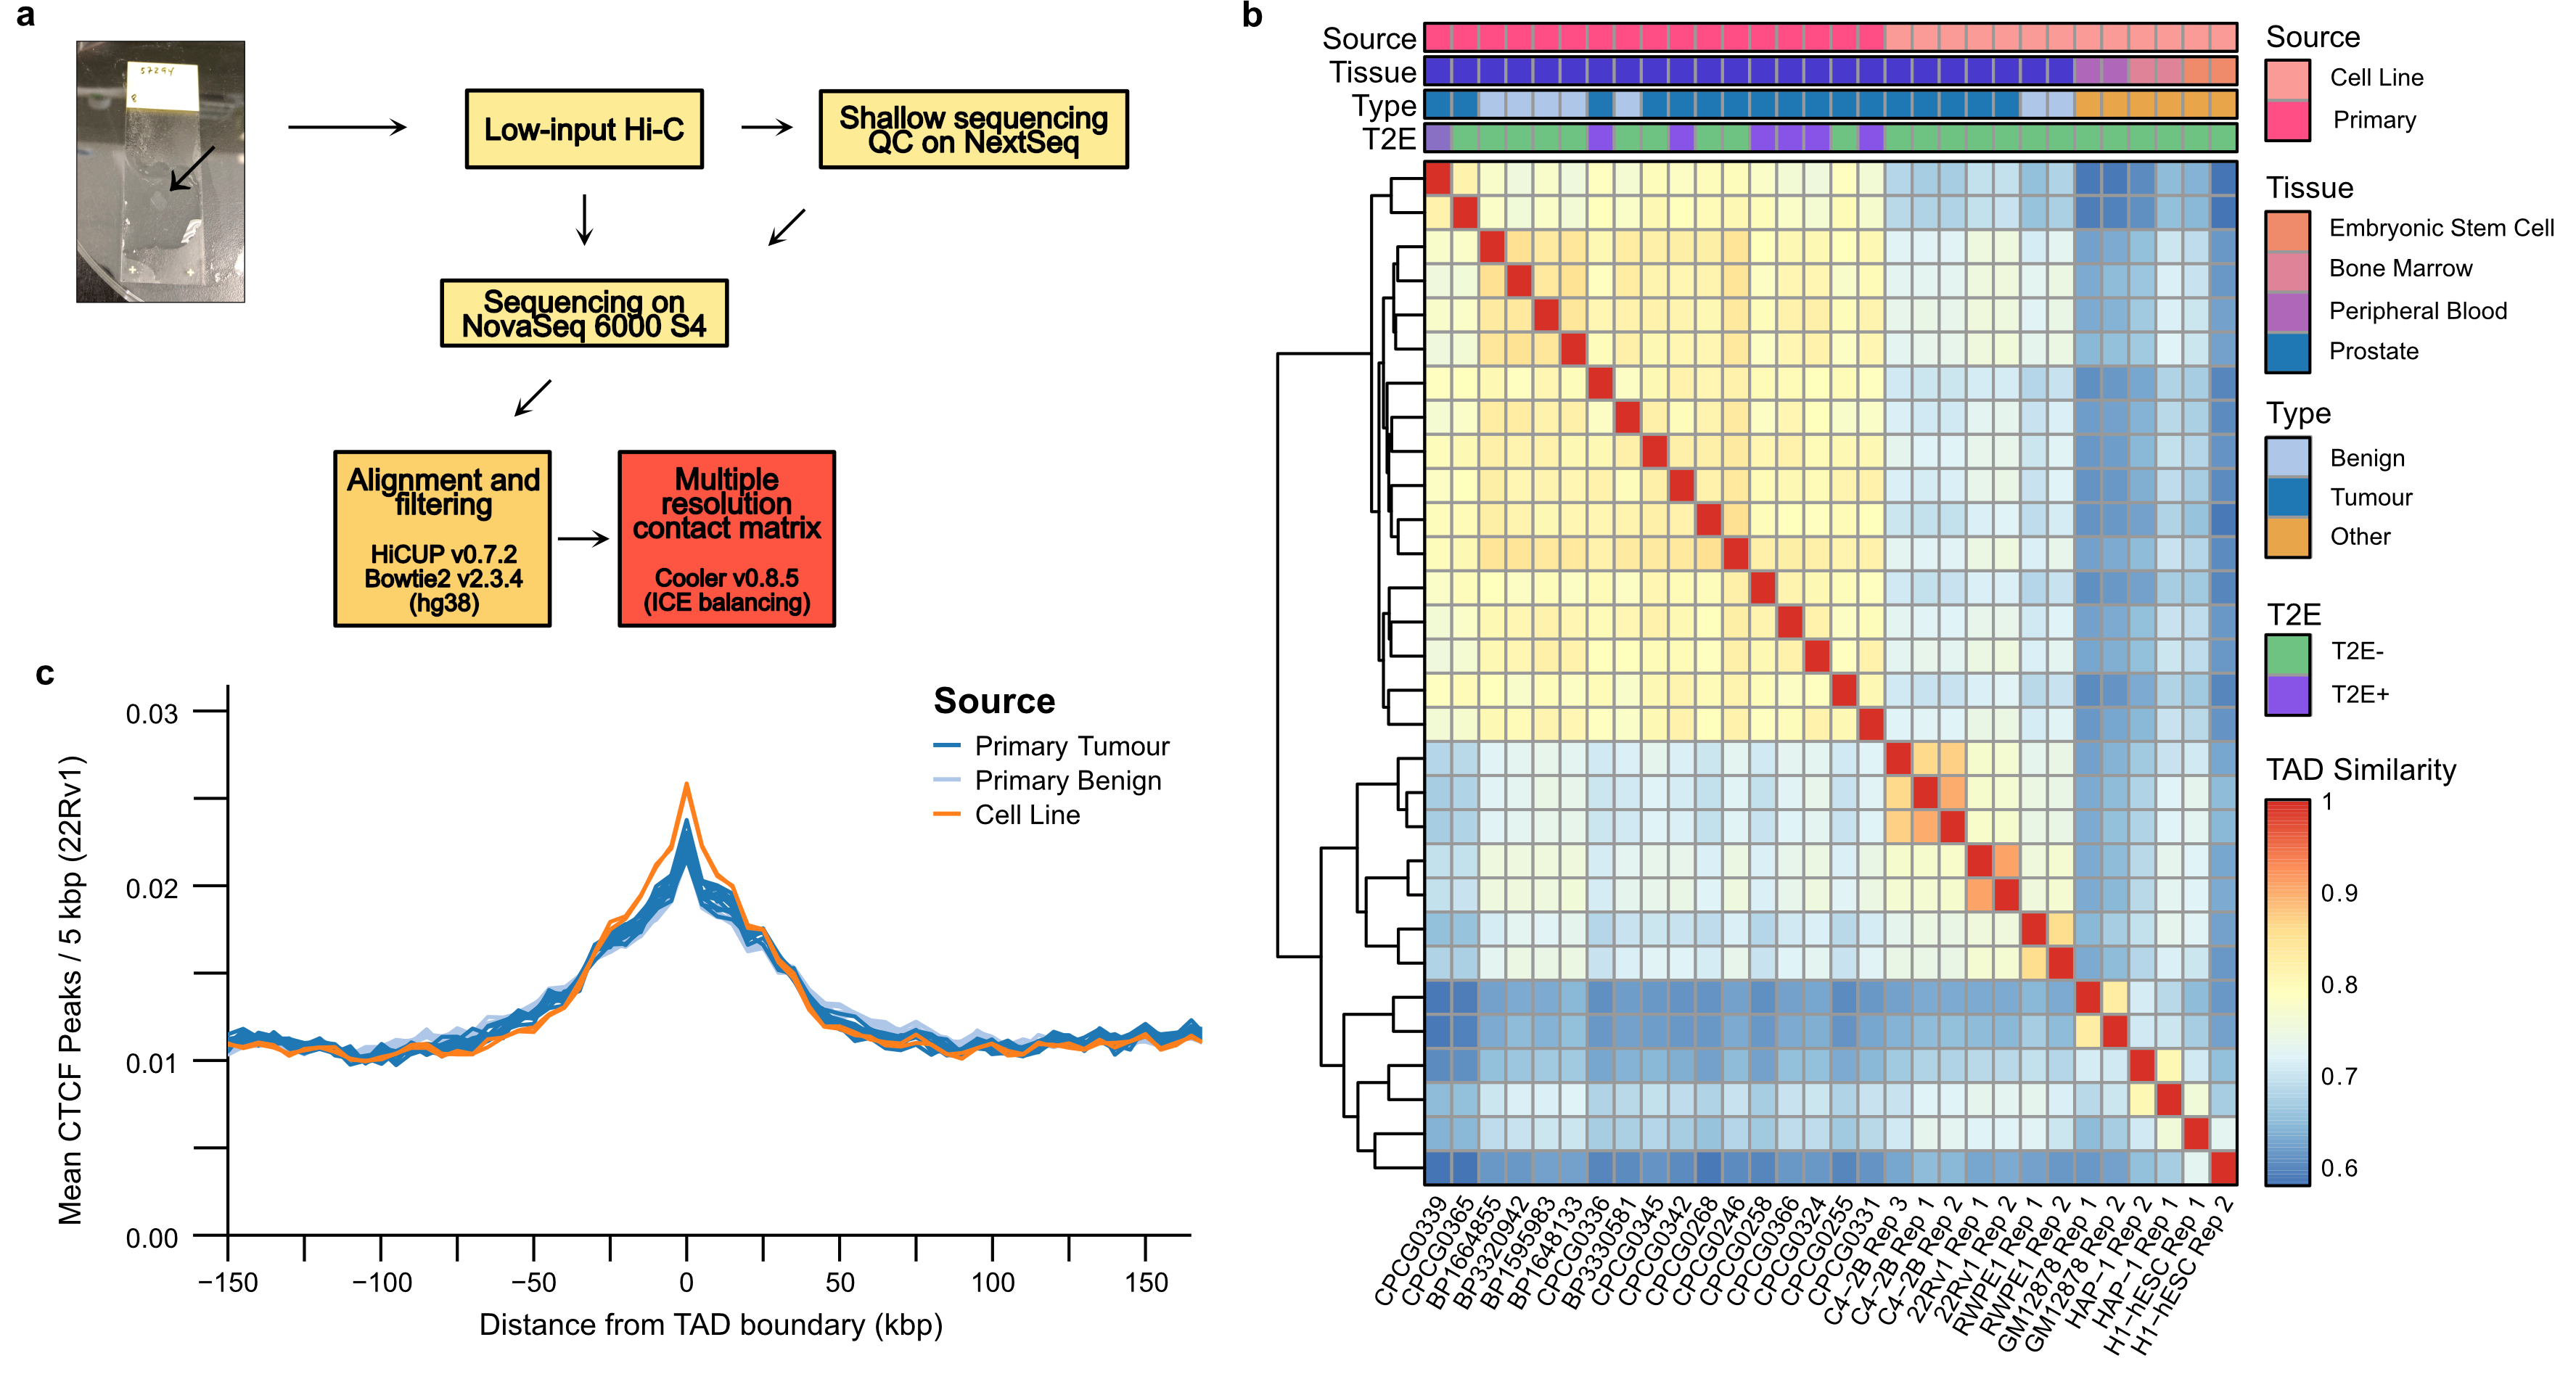 a
57294
8
Low-input Hi-C
Shallow sequencing
QC on NextSeq
Sequencing on
NovaSeq 6000 S4
Alignment and
filtering
HiCUP v0.7.2
Bowtie2 v2.3.4
(hg38)
Multiple
resolution
contact matrix
Cooler v0.8.5
(ICE balancing)
b
Source
Tissue
Type
T2E
CPCG0339
CPCG0365
BP1664855
BP3320942
BP1595983
BP1648133
CPCG0336
BP3330581
CPCG0345
CPCG0342
CPCG0268
CPCG0246
CPCG0258
CPCG0366
CPCG0324
CPCG0255
CPCG0331
C4−2B Rep 3
C4−2B Rep 1
C4−2B Rep 2
22Rv1 Rep 1
22Rv1 Rep 2
RWPE1 Rep 1
RWPE1 Rep 2
GM12878 Rep 1
GM12878 Rep 2
HAP−1 Rep 2
HAP−1 Rep 1
H1−hESC Rep 1
H1−hESC Rep 2
Source
Cell Line
Primary
Tissue
Embryonic Stem Cell
Bone Marrow
Peripheral Blood
Prostate
Type
Benign
Tumour
Other
T2E
T2E-
T2E+
TAD Similarity
1
0.9
0.8
0.7
0.6
c
Mean CTCF Peaks / 5 kbp (22Rv1)
0.03
0.02
0.01
0.00
−150
−100
−50
0
50
100
150
Distance from TAD boundary (kbp)
Source
Primary Tumour
Primary Benign
Cell Line